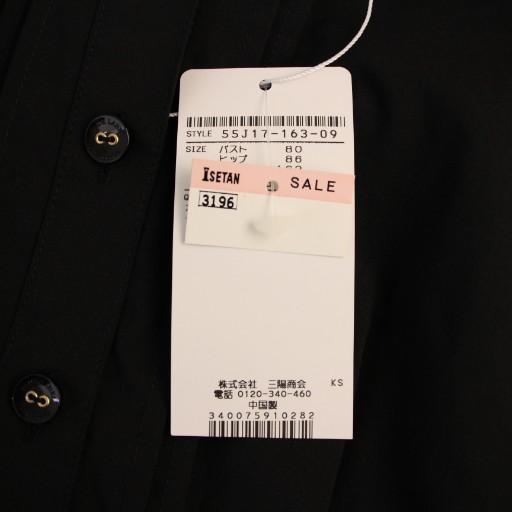 STYLE 55J17-163-09
SIZE バスト 80
ヒップ 86
ISETAN SALE
3196
株式会社 三陽商会 KS
電話 0120-340-460
中国製
340075910282